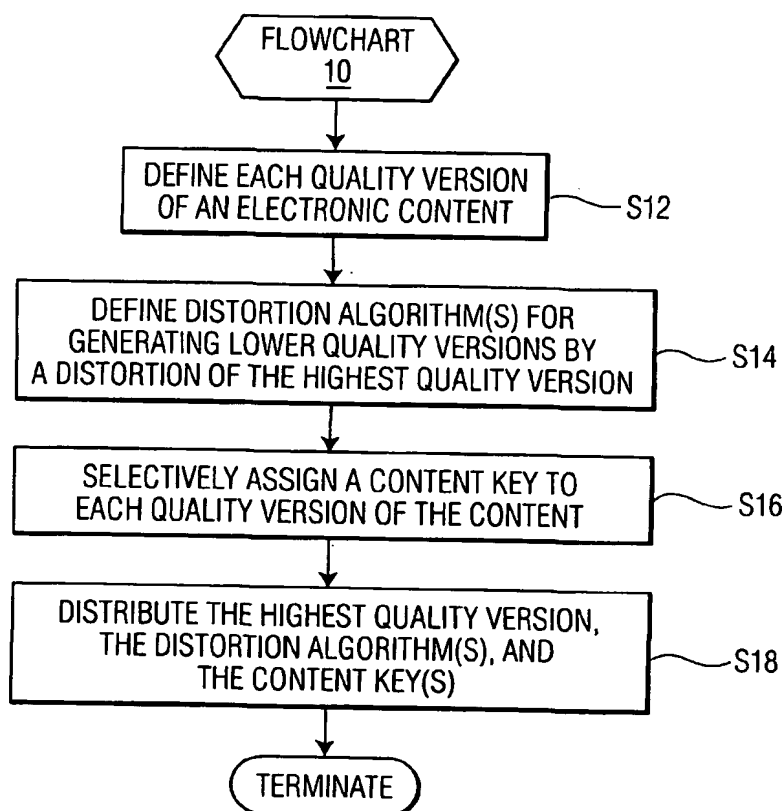 FLOWCHART
10
DEFINE EACH QUALITY VERSION
OF AN ELECTRONIC CONTENT
S12
DEFINE DISTORTION ALGORITHM(S) FOR
GENERATING LOWER QUALITY VERSIONS BY
A DISTORTION OF THE HIGHEST QUALITY VERSION
S14
SELECTIVELY ASSIGN A CONTENT KEY TO
EACH QUALITY VERSION OF THE CONTENT
S16
DISTRIBUTE THE HIGHEST QUALITY VERSION,
THE DISTORTION ALGORITHM(S), AND
THE CONTENT KEY(S)
S18
TERMINATE